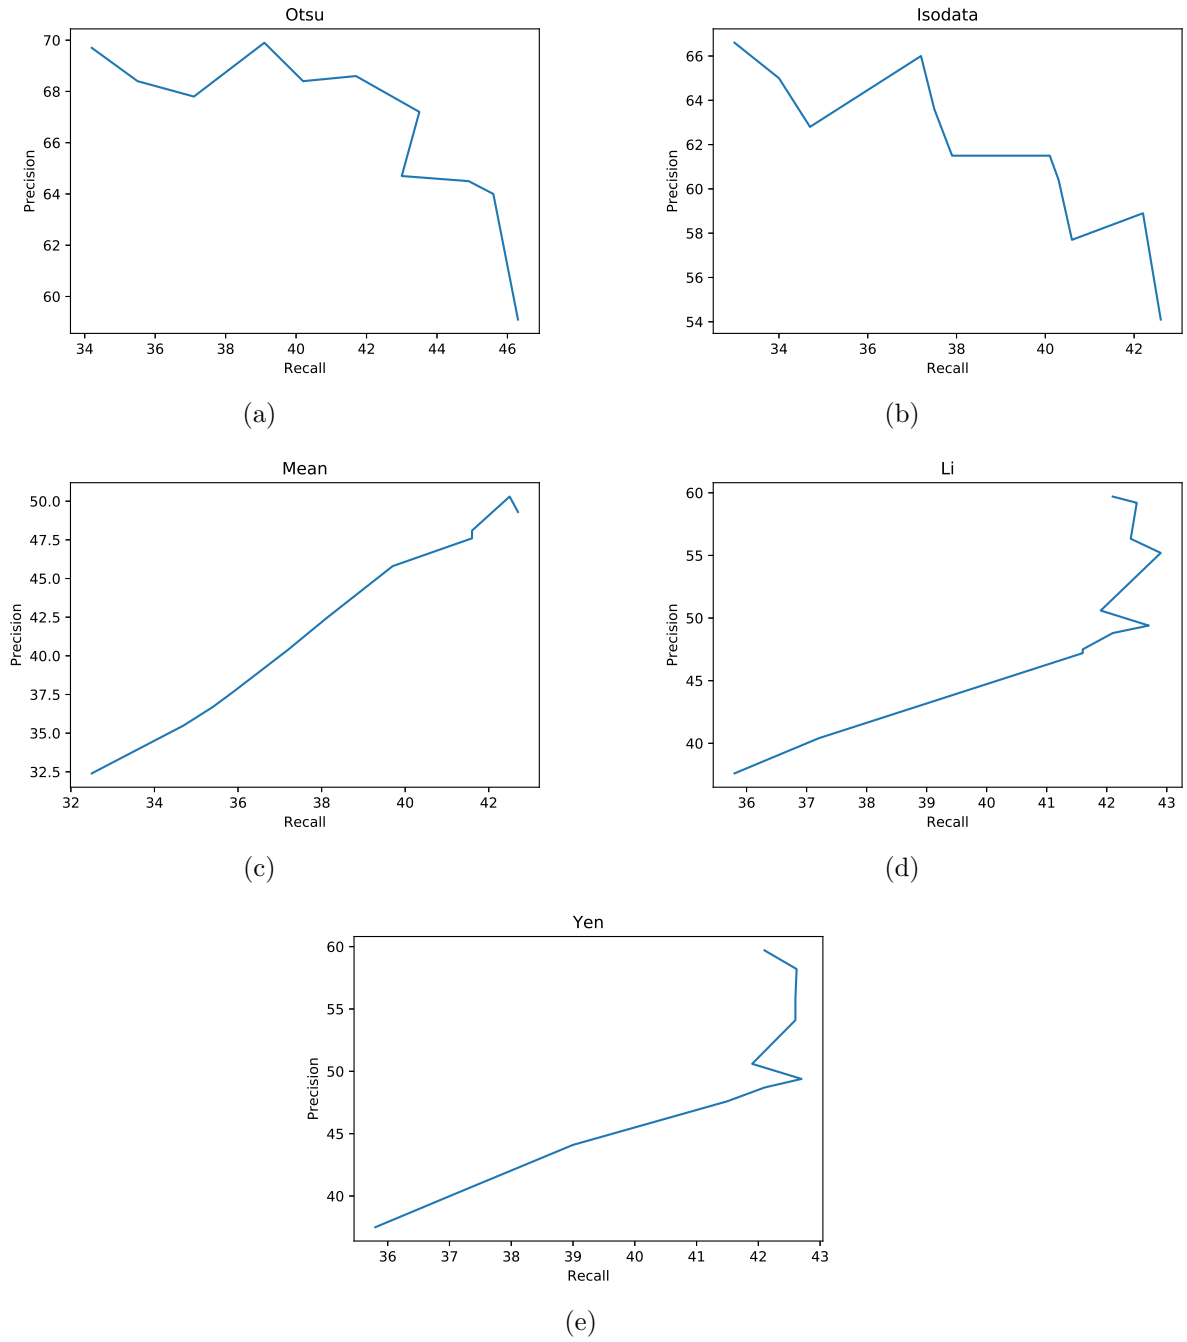 Otsu
70
68
66
64
62
60
Precision
34 36 38 40 42 44 46
Recall
(a)
Isodata
66
64
62
60
58
56
54
Precision
34 36 38 40 42
Recall
(b)
Mean
50.0
47.5
45.0
42.5
40.0
37.5
35.0
32.5
Precision
32 34 36 38 40 42
Recall
(c)
Li
60
55
50
45
40
Precision
36 37 38 39 40 41 42 43
Recall
(d)
Yen
60
55
50
45
40
Precision
36 37 38 39 40 41 42 43
Recall
(e)